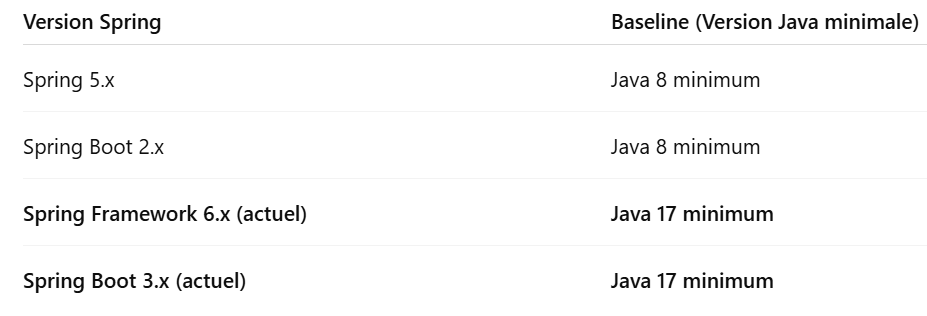 Version Spring Baseline (Version Java minimale)
Spring 5.x Java 8 minimum
Spring Boot 2.x Java 8 minimum
Spring Framework 6.x (actuel) Java 17 minimum
Spring Boot 3.x (actuel) Java 17 minimum